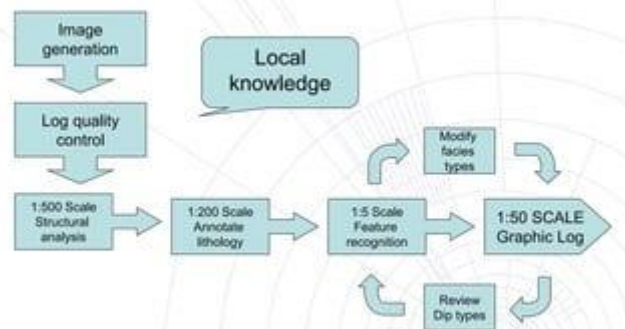 Image
generation
Local
knowledge
Log quality
control
Modify
facies
types
1:500 Scale
Structural
analysis
1:200 Scale
Annotate
lithology
1:5 Scale
Feature
recognition
1:50 SCALE
Graphic Log
Review
Dip types